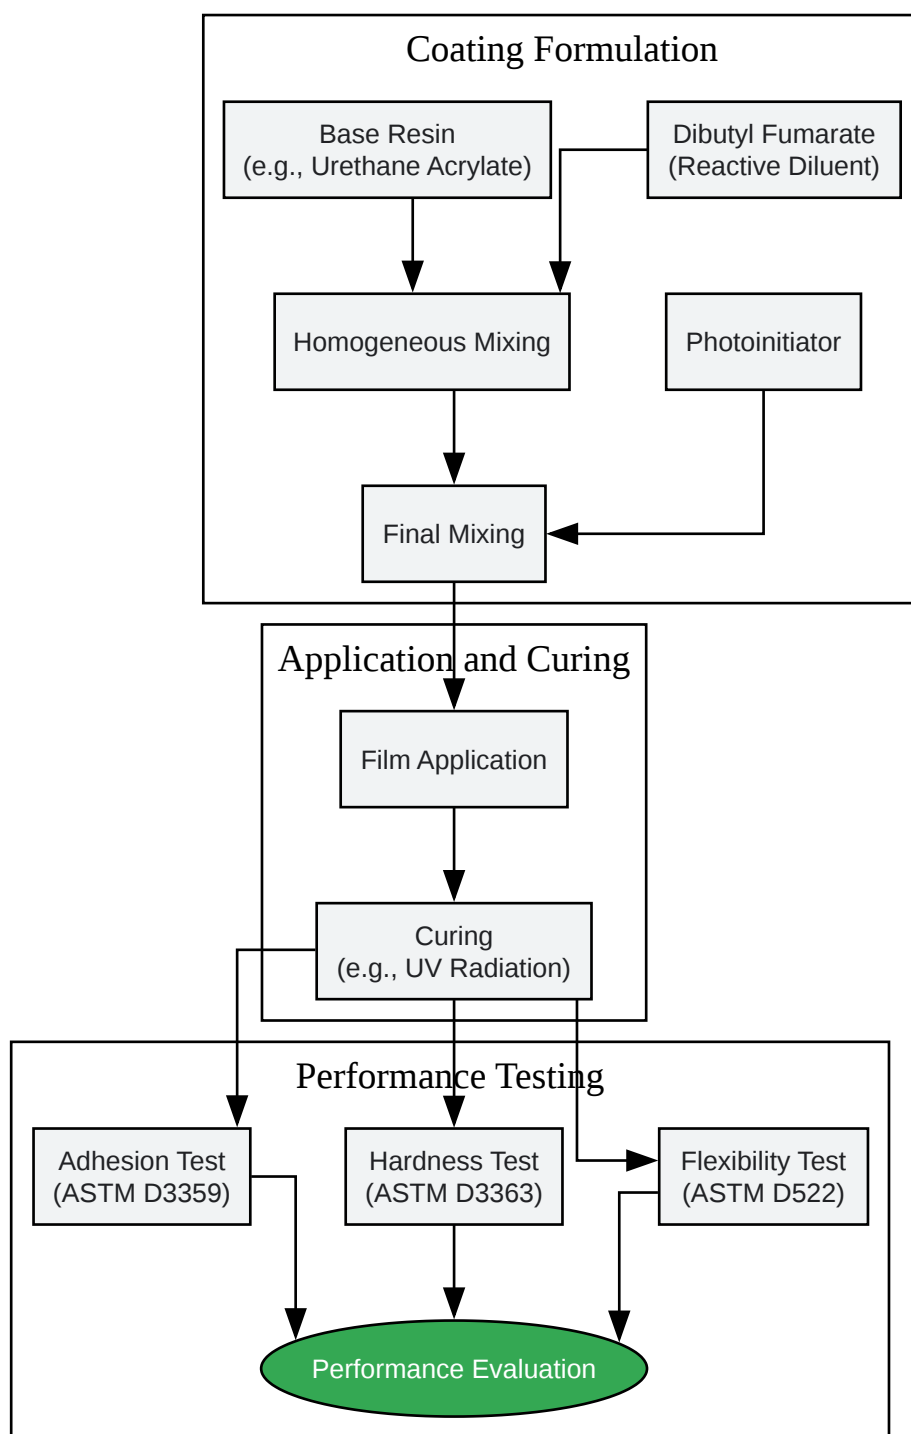 Coating Formulation
Base Resin
(e.g., Urethane Acrylate)
Dibutyl Fumarate
(Reactive Diluent)
Homogeneous Mixing
Photoinitiator
Final Mixing
Application and Curing
Film Application
Curing
(e.g., UV Radiation)
Performance Testing
Adhesion Test
(ASTM D3359)
Hardness Test
(ASTM D3363)
Flexibility Test
(ASTM D522)
Performance Evaluation